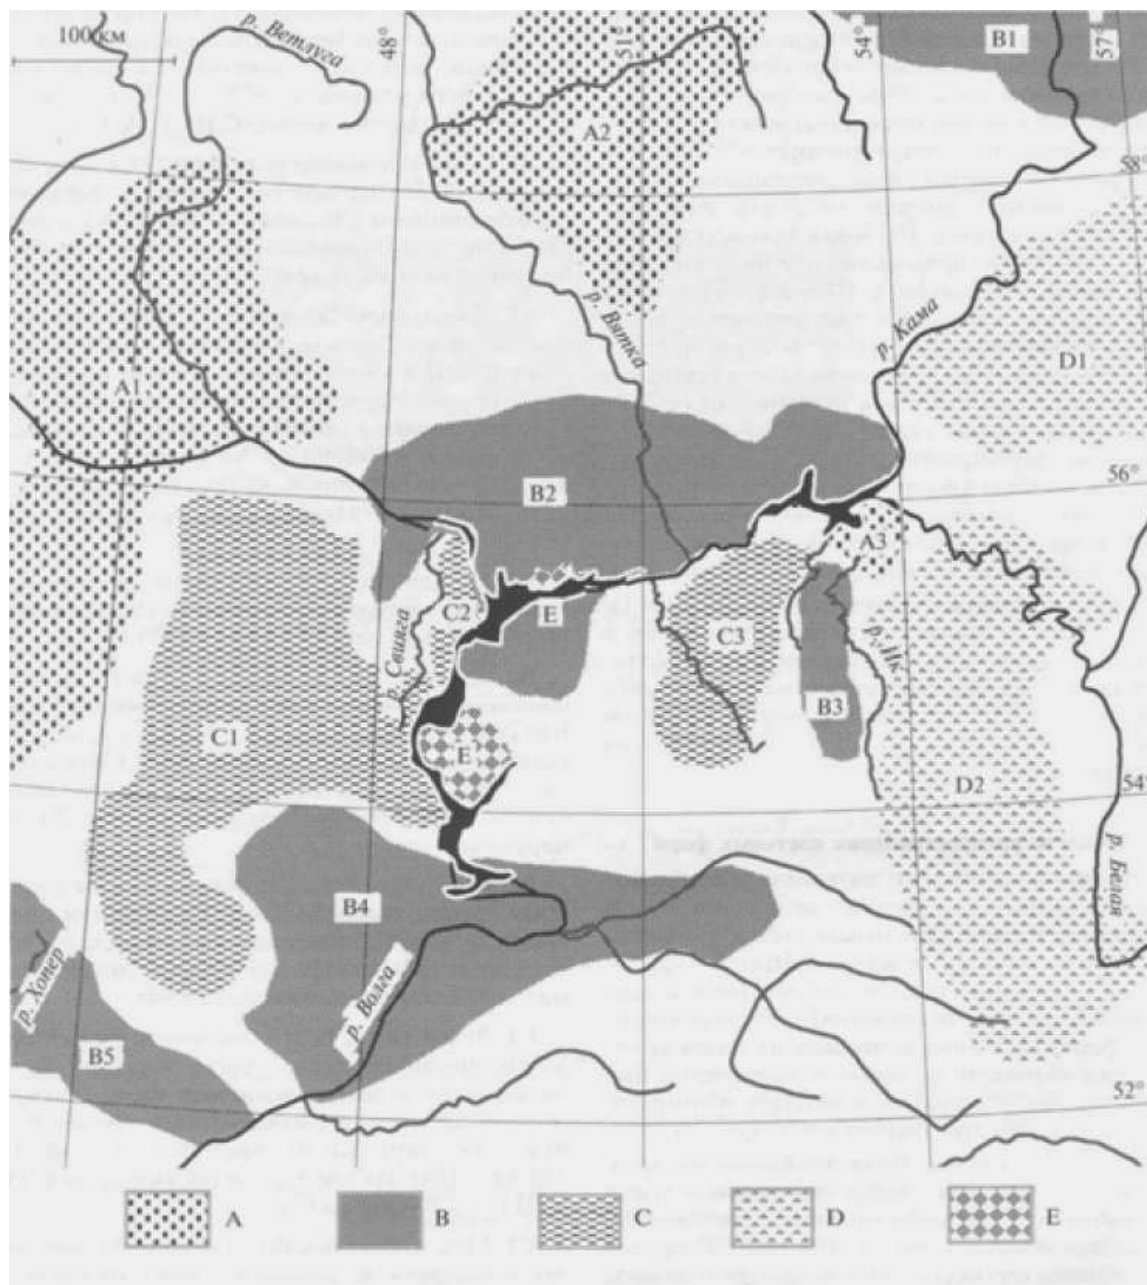 100 км
р. Ветлуга
48°
51°
54°
57°
B1
A2
58°
р. Вятка
р. Кама
D1
A1
56°
B2
A3
E
C2
C3
р. Свияга
р. Ик
B3
C1
E
D2
54°
р. Белая
B4
р. Хопер
р. Волга
B5
52°
A
B
C
D
E